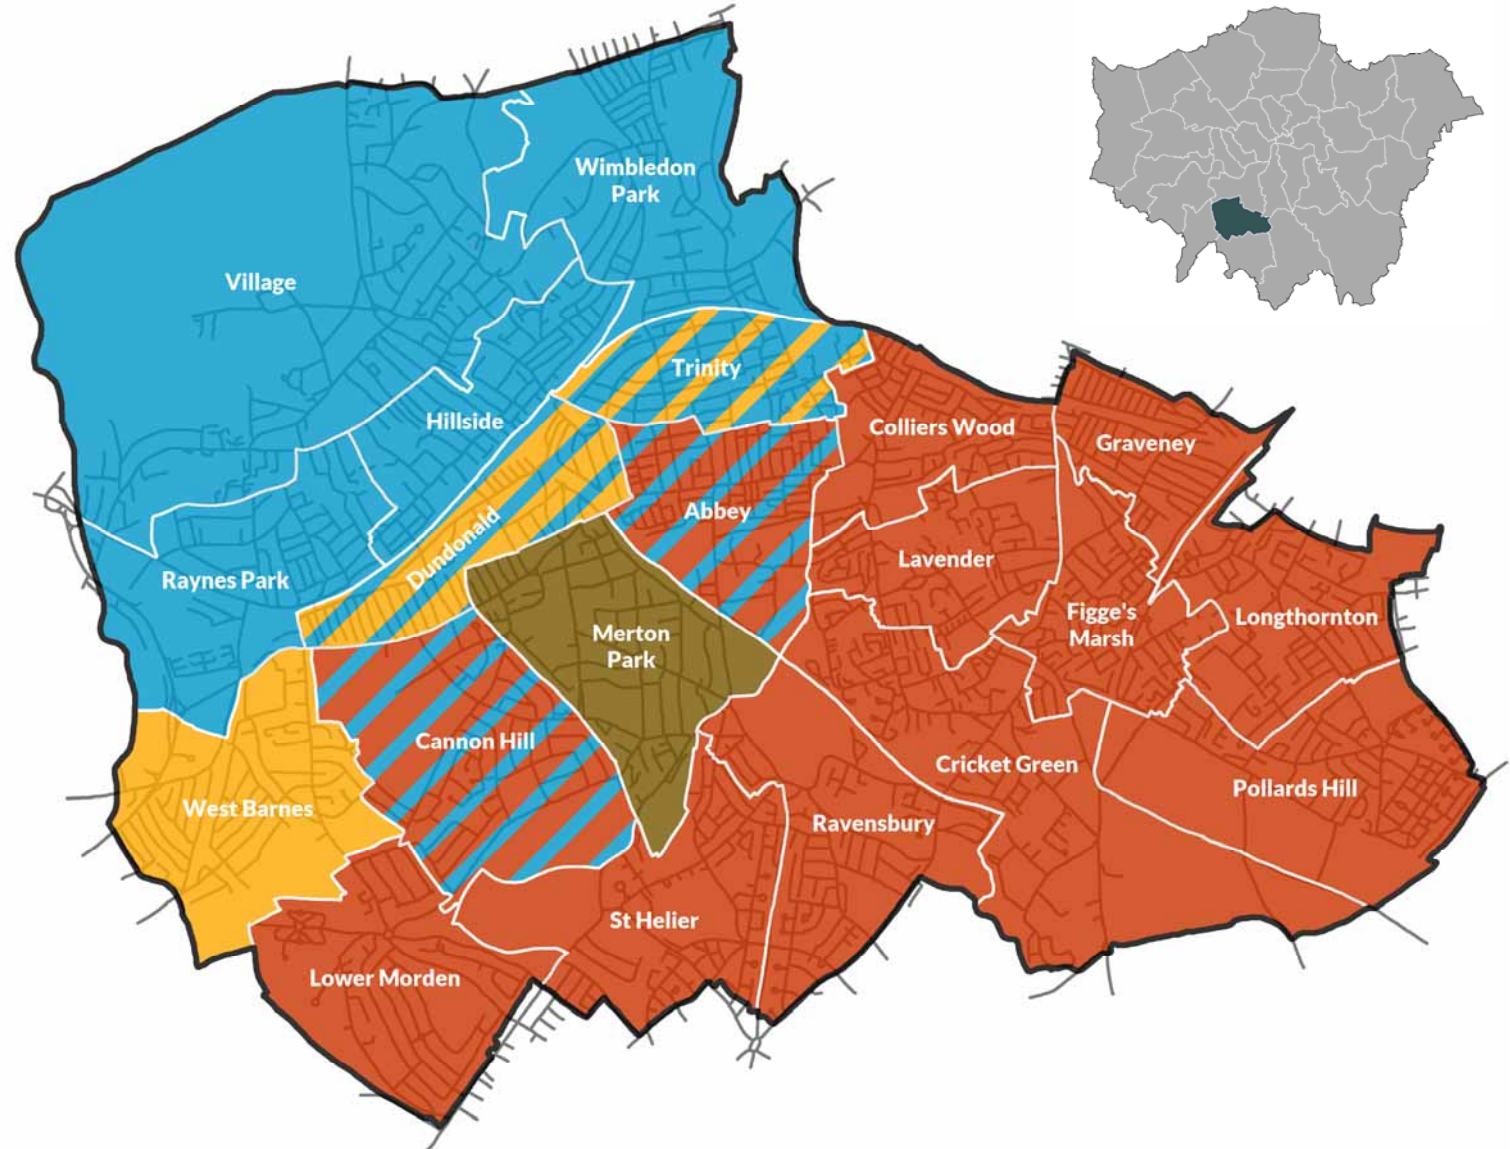 Wimbledon
Park
Village
Trinity
Hillside
Colliers Wood
Graveney
Abbey
Dundonald
Lavender
Raynes Park
Figge's
Marsh
Longthornton
Merton
Park
Cannon Hill
Cricket Green
Pollards Hill
West Barnes
Ravensbury
St Helier
Lower Morden